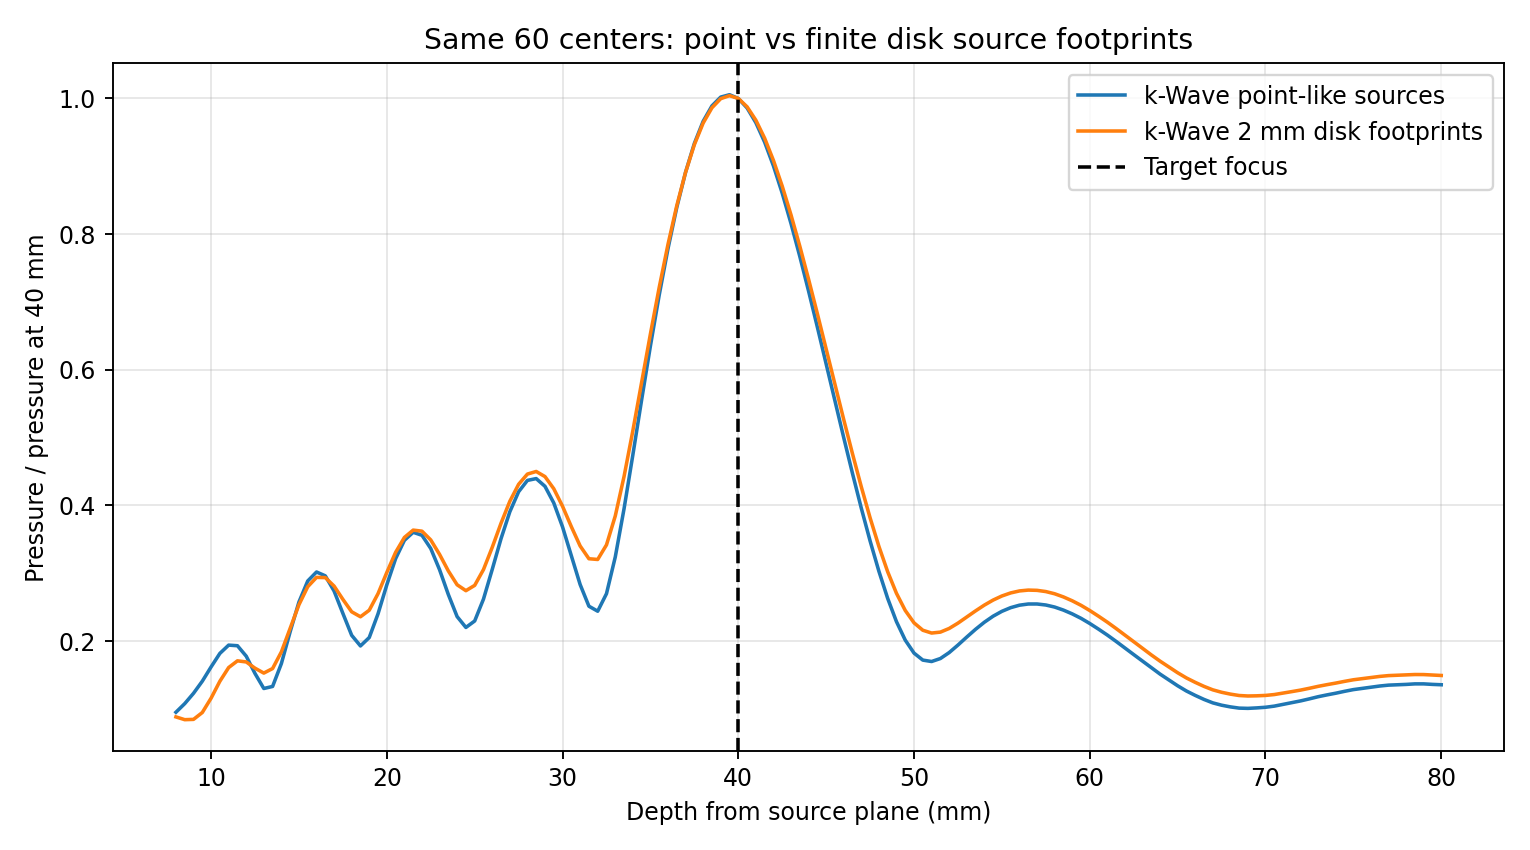 Same 60 centers: point vs finite disk source footprints
k-Wave point-like sources
k-Wave 2 mm disk footprints
Target focus
Pressure / pressure at 40 mm
1.0
0.8
0.6
0.4
0.2
10 20 30 40 50 60 70 80
Depth from source plane (mm)